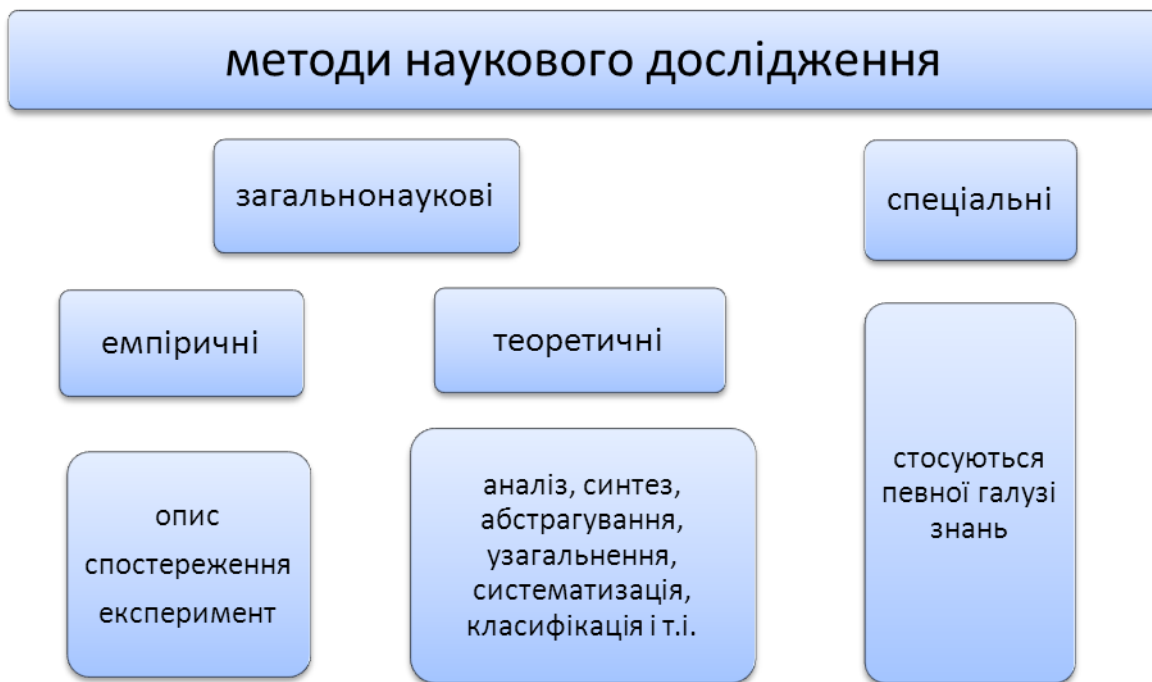 методи наукового дослідження
загальнонаукові
спеціальні
емпіричні
теоретичні
опис
спостереження
експеримент
аналіз, синтез,
абстрагування,
узагальнення,
систематизація,
класифікація і т.і.
стосуються
певної галузі
знань